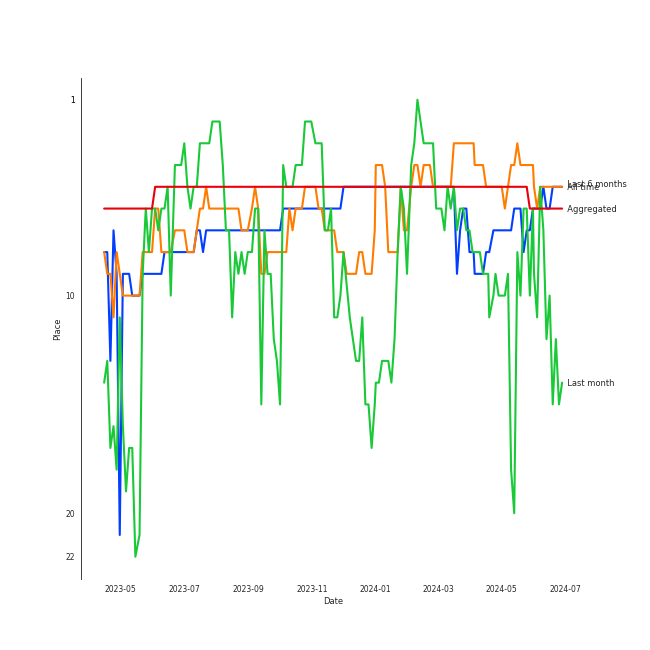 1
10
20
22
Place
2023-05 2023-07 2023-09 2023-11 2024-01 2024-03 2024-05 2024-07
Date
Last 6 months
All time
Aggregated
Last month